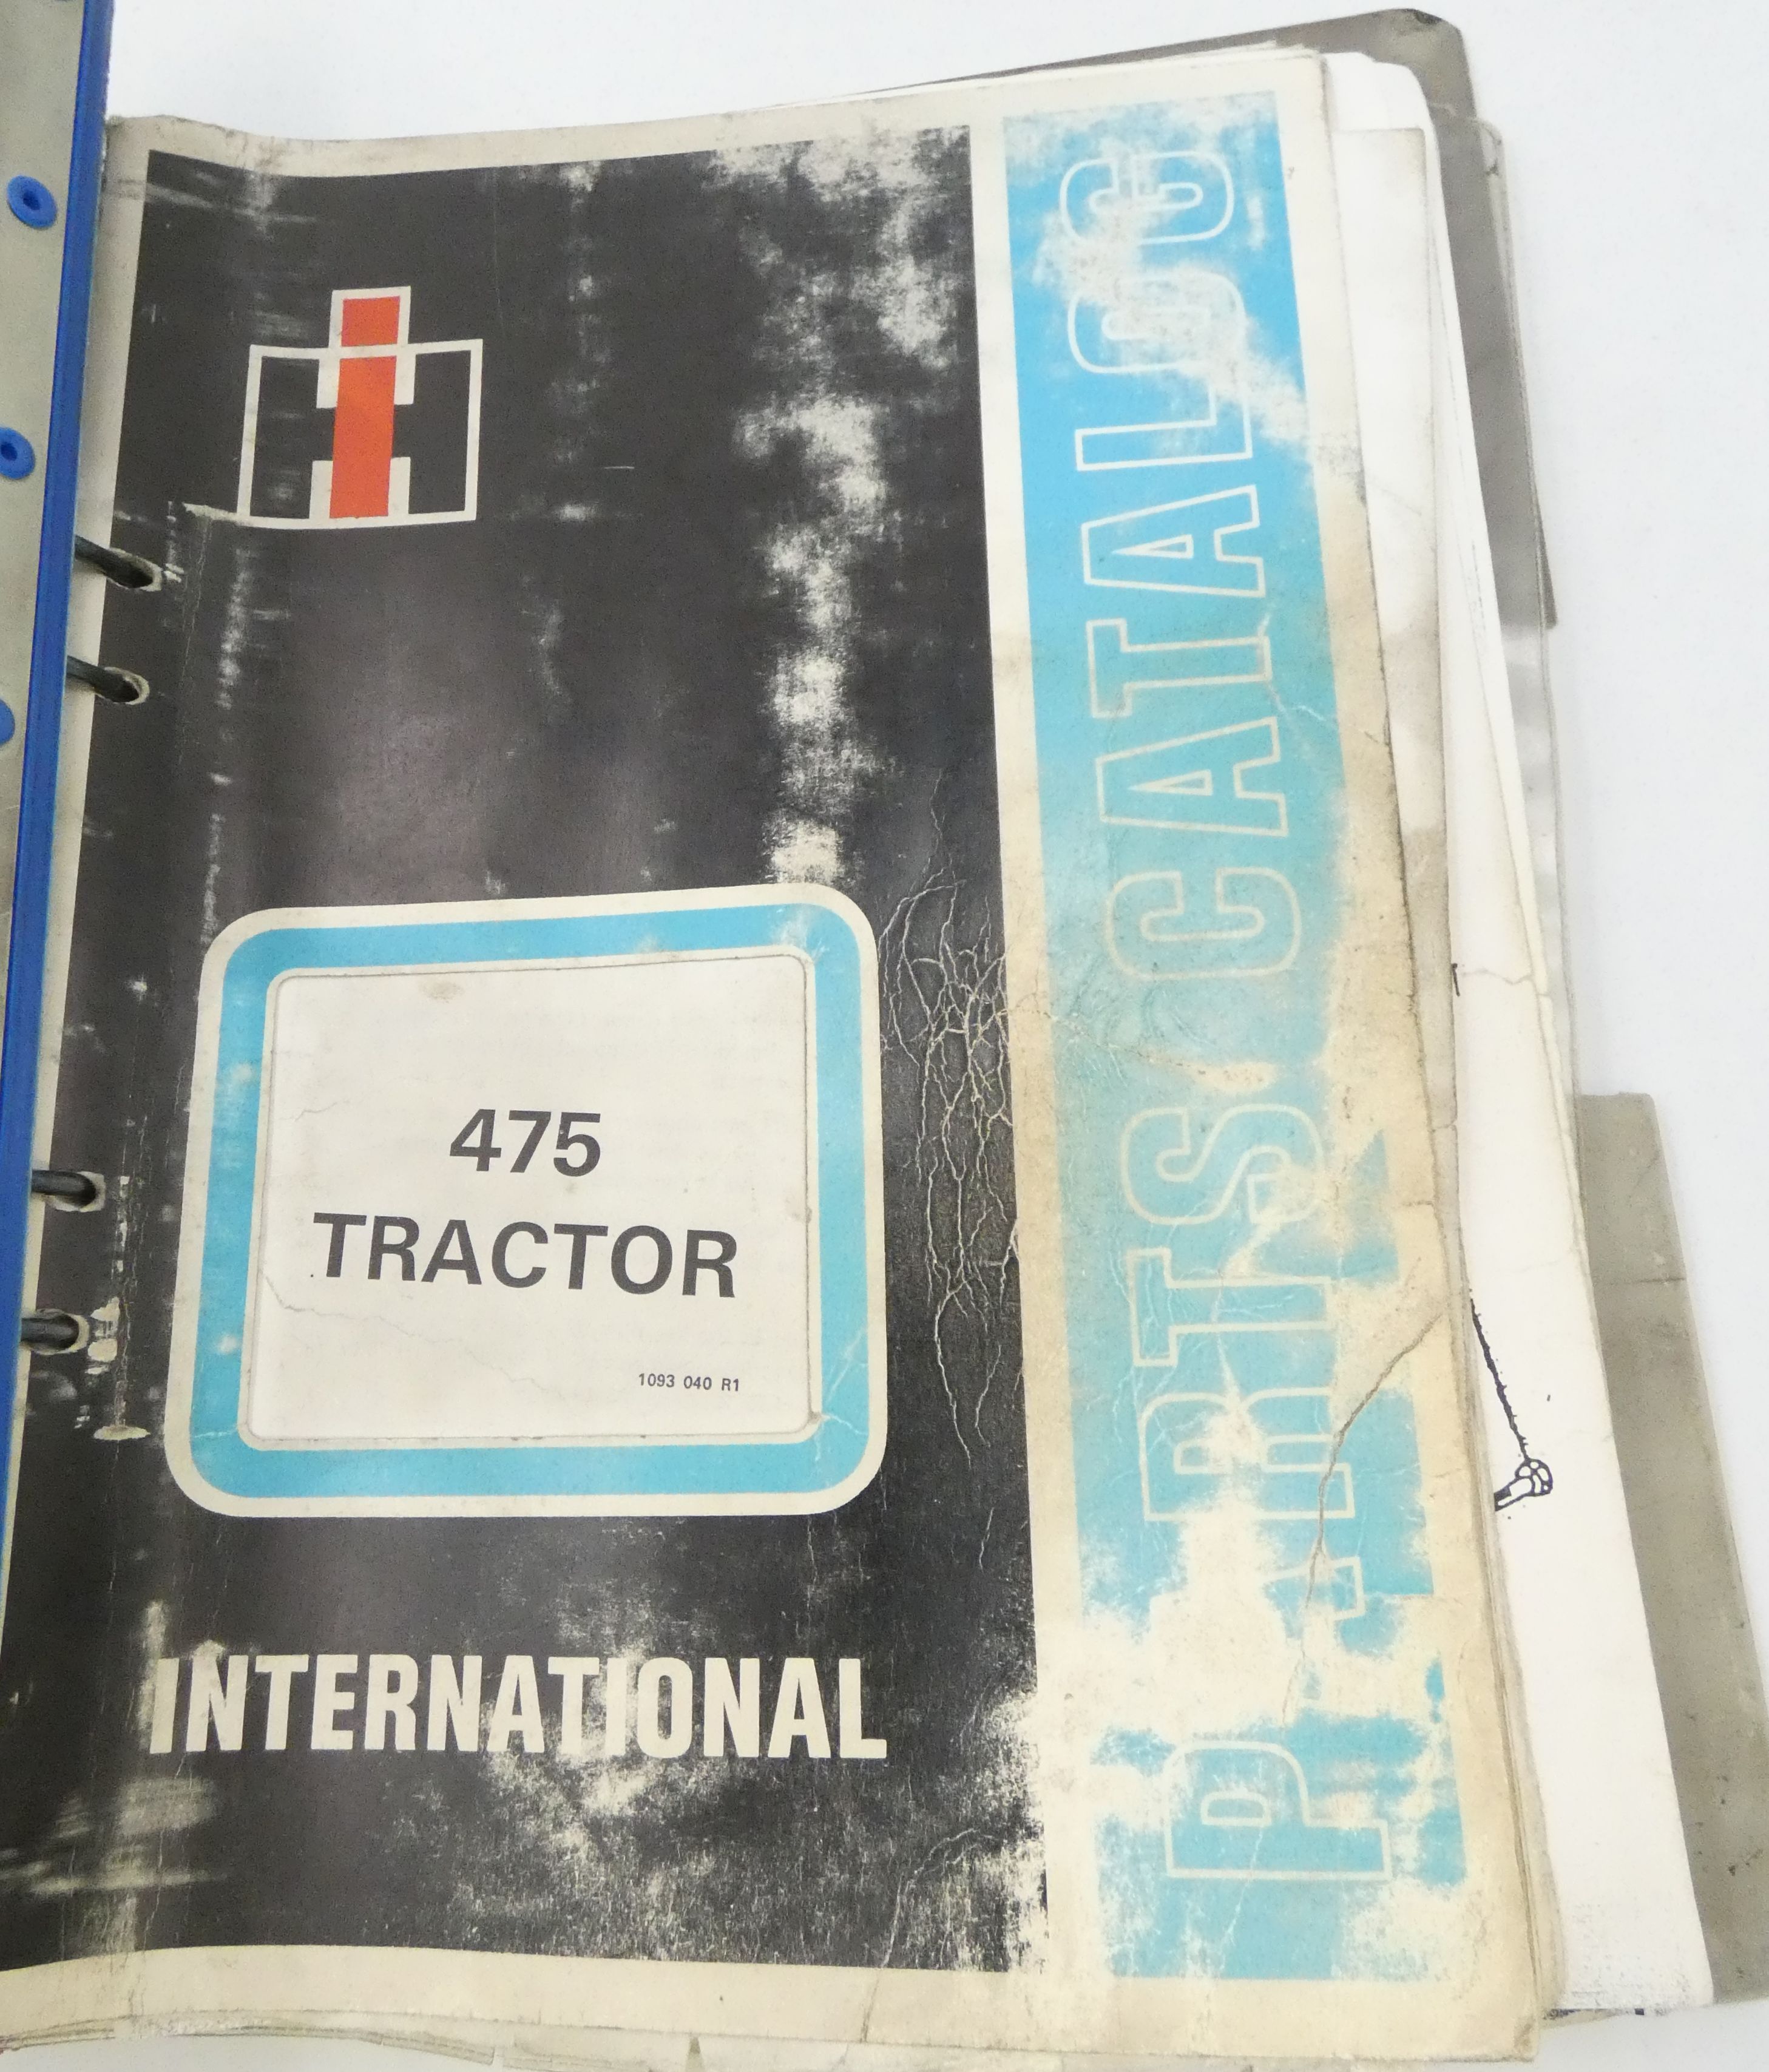 475
TRACTOR
1093 040 R1
INTERNATIONAL
PARTS CATALOG